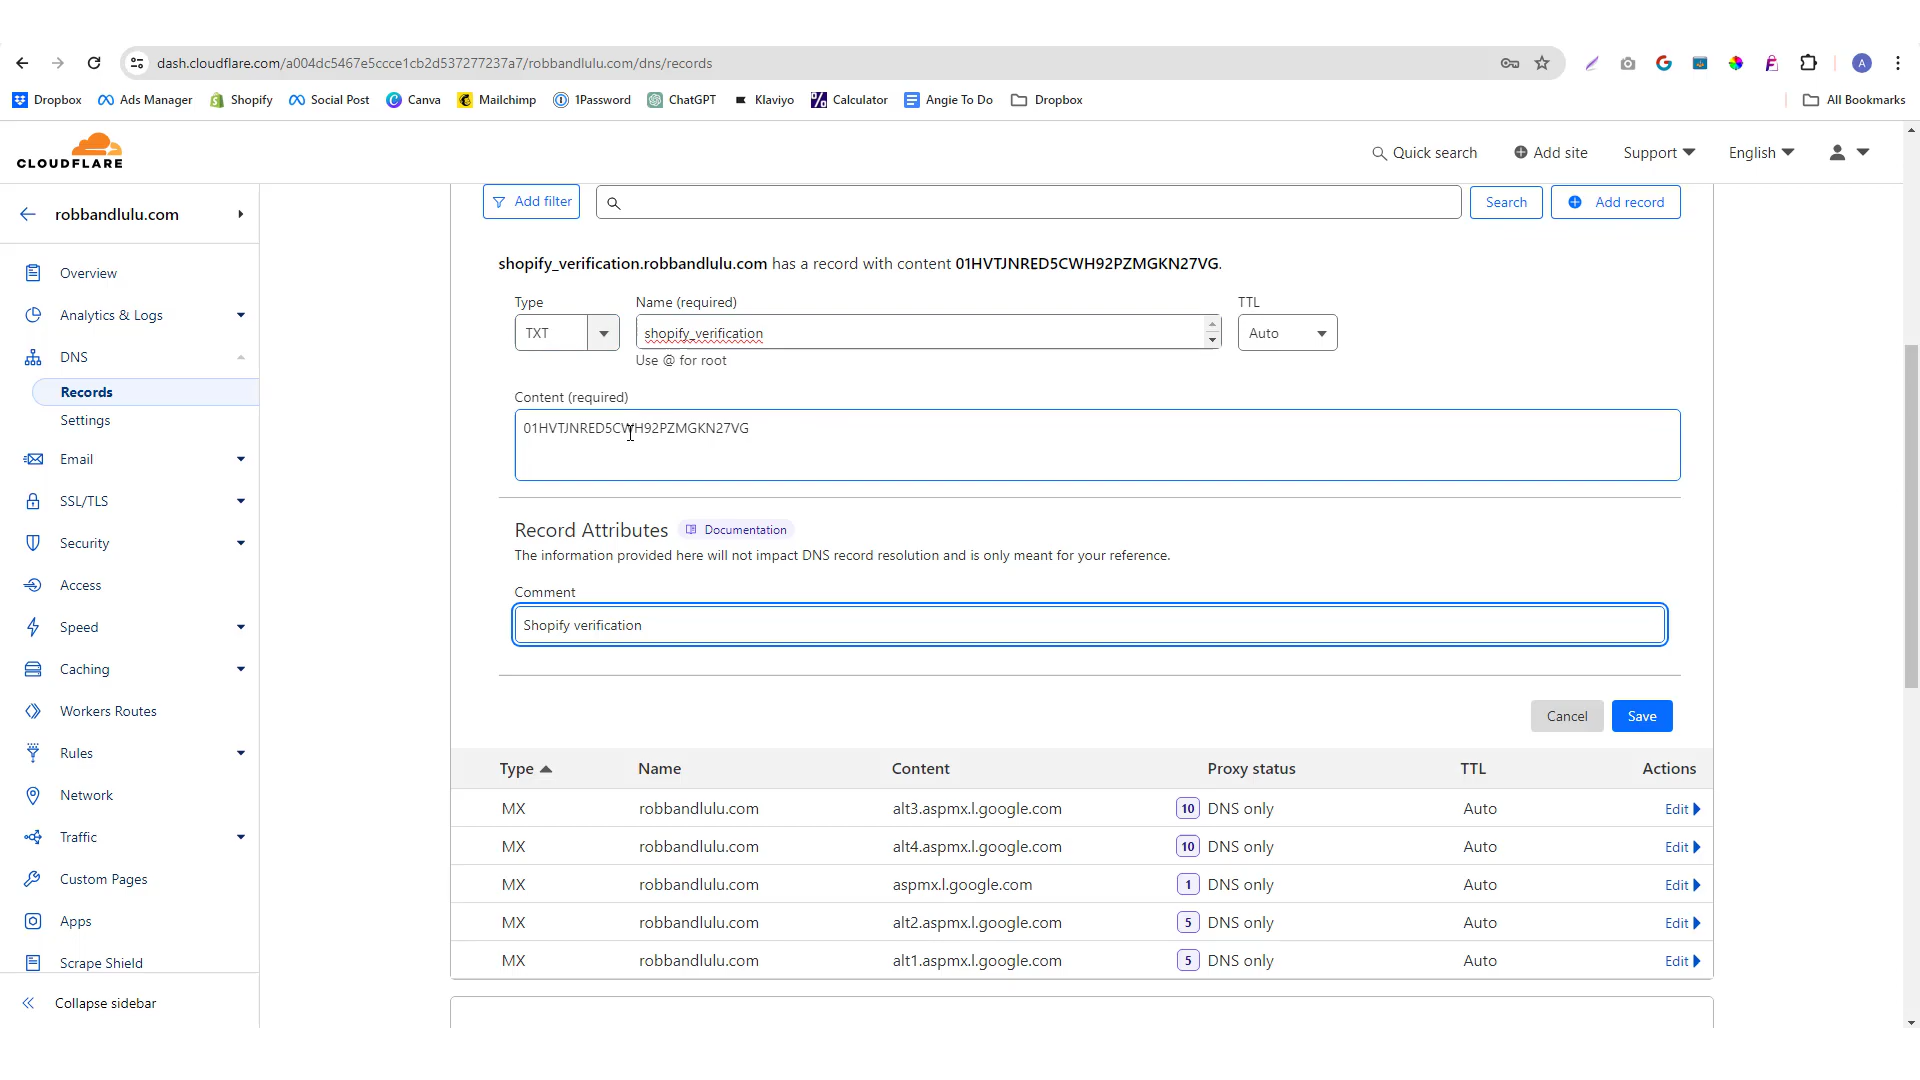 dash.cloudflare.com/a004dc5467e5ccce1cb2d537277237a7/robbandlulu.com/dns/records
A
Dropbox
Ads Manager
Shopify
Social Post
Canva
Mailchimp
1Password
ChatGPT
Klaviyo
Calculator
Angie To Do
Dropbox
All Bookmarks
CLOUDFLARE
Quick search
Add site
Support
English
robbandlulu.com
Overview
Analytics & Logs
DNS
Records
Settings
Email
SSL/TLS
Security
Access
Speed
Caching
Workers Routes
Rules
Network
Traffic
Custom Pages
Apps
Scrape Shield
Collapse sidebar
Add filter
Search
Add record
shopify_verification.robbandlulu.com has a record with content 01HVTJNRED5CWH92PZMGKN27VG.
Type
Name (required)
TTL
TXT
shopify_verification
Auto
Use @ for root
Content (required)
01HVTJNRED5CWH92PZMGKN27VG
Record Attributes
Documentation
The information provided here will not impact DNS record resolution and is only meant for your reference.
Comment
Shopify verification
Cancel
Save
Type Name Content Proxy status TTL Actions
MX robbandlulu.com alt3.aspmx.l.google.com 10 DNS only Auto Edit
MX robbandlulu.com alt4.aspmx.l.google.com 10 DNS only Auto Edit
MX robbandlulu.com aspmx.l.google.com 1 DNS only Auto Edit
MX robbandlulu.com alt2.aspmx.l.google.com 5 DNS only Auto Edit
MX robbandlulu.com alt1.aspmx.l.google.com 5 DNS only Auto Edit